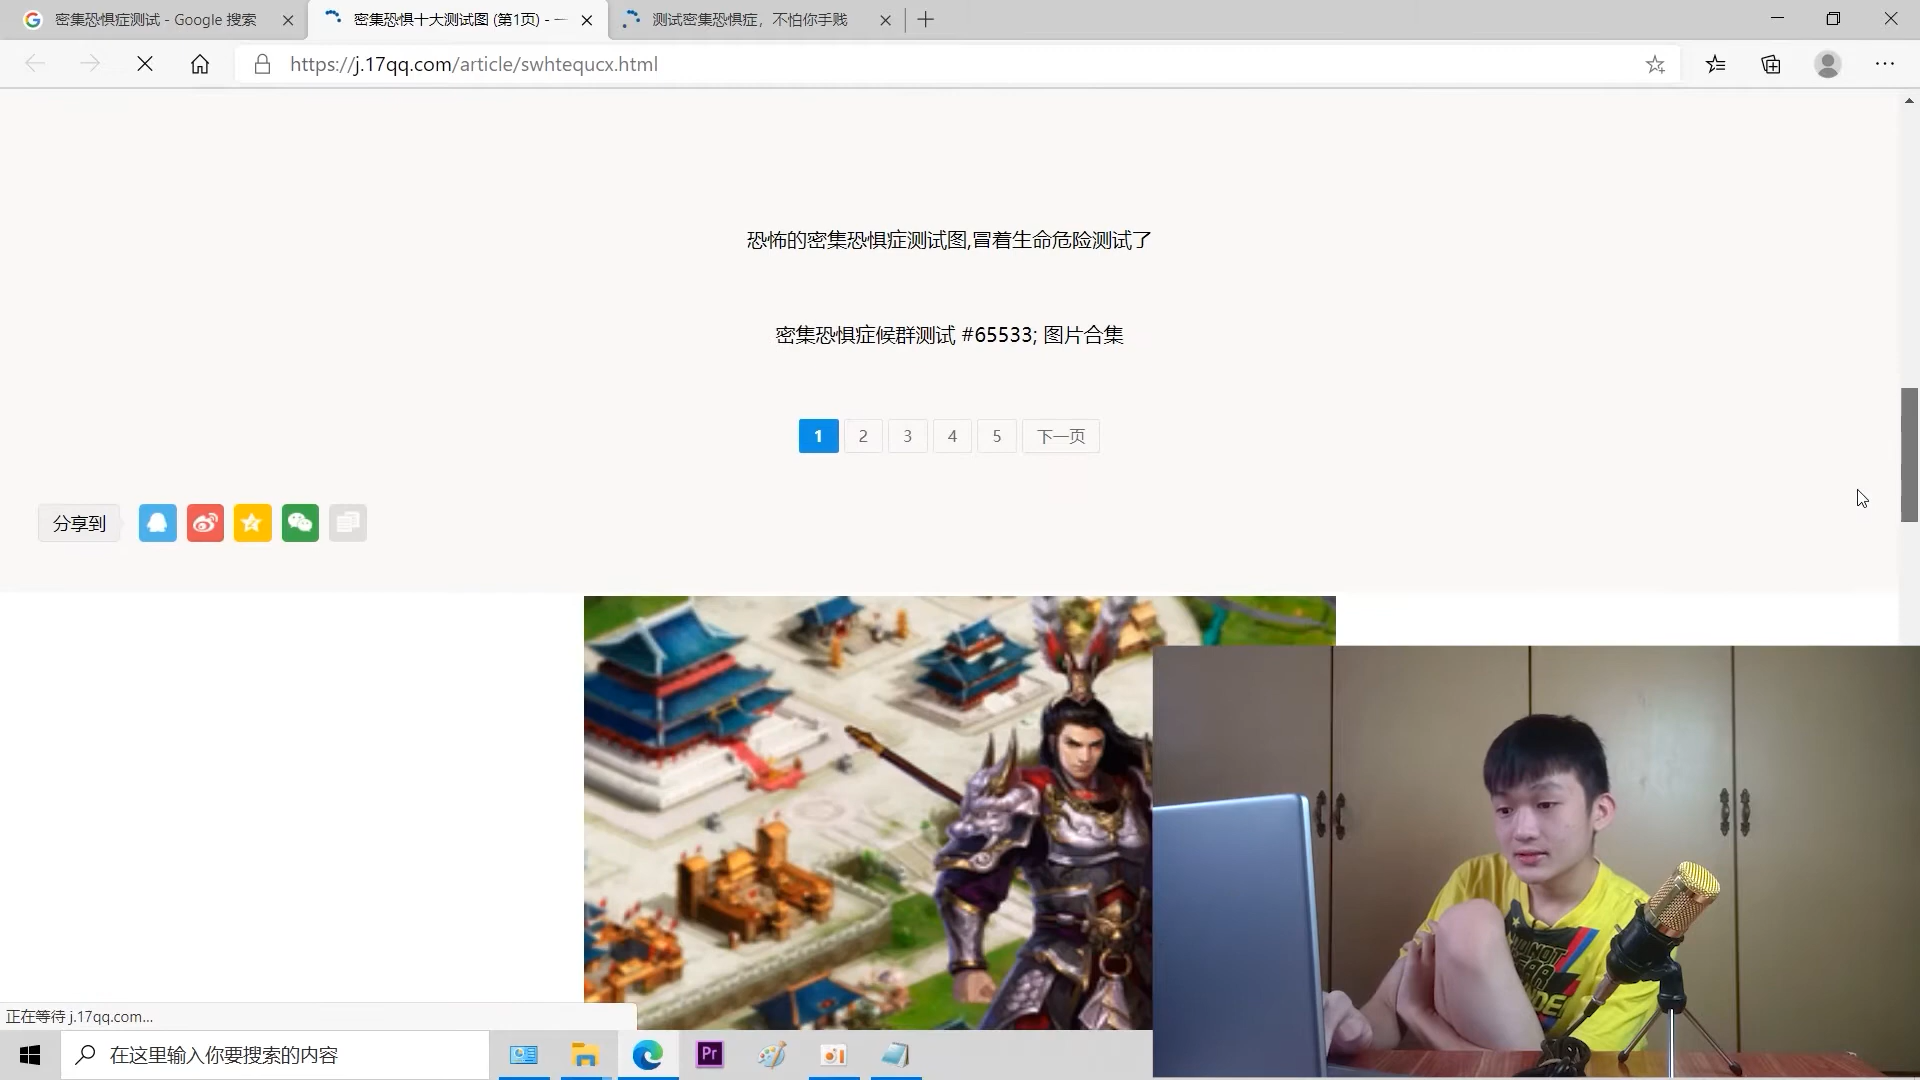 密集恐惧症测试 - Google 搜索
密集恐惧十大测试图 (第1页) - 一
测试密集恐惧症，不怕你手贱
https://j.17qq.com/article/swhtequcx.html
恐怖的密集恐惧症测试图,冒着生命危险测试了
密集恐惧症候群测试 #65533; 图片合集
1 2 3 4 5 下一页
分享到
正在等待 j.17qq.com...
在这里输入你要搜索的内容
Pr